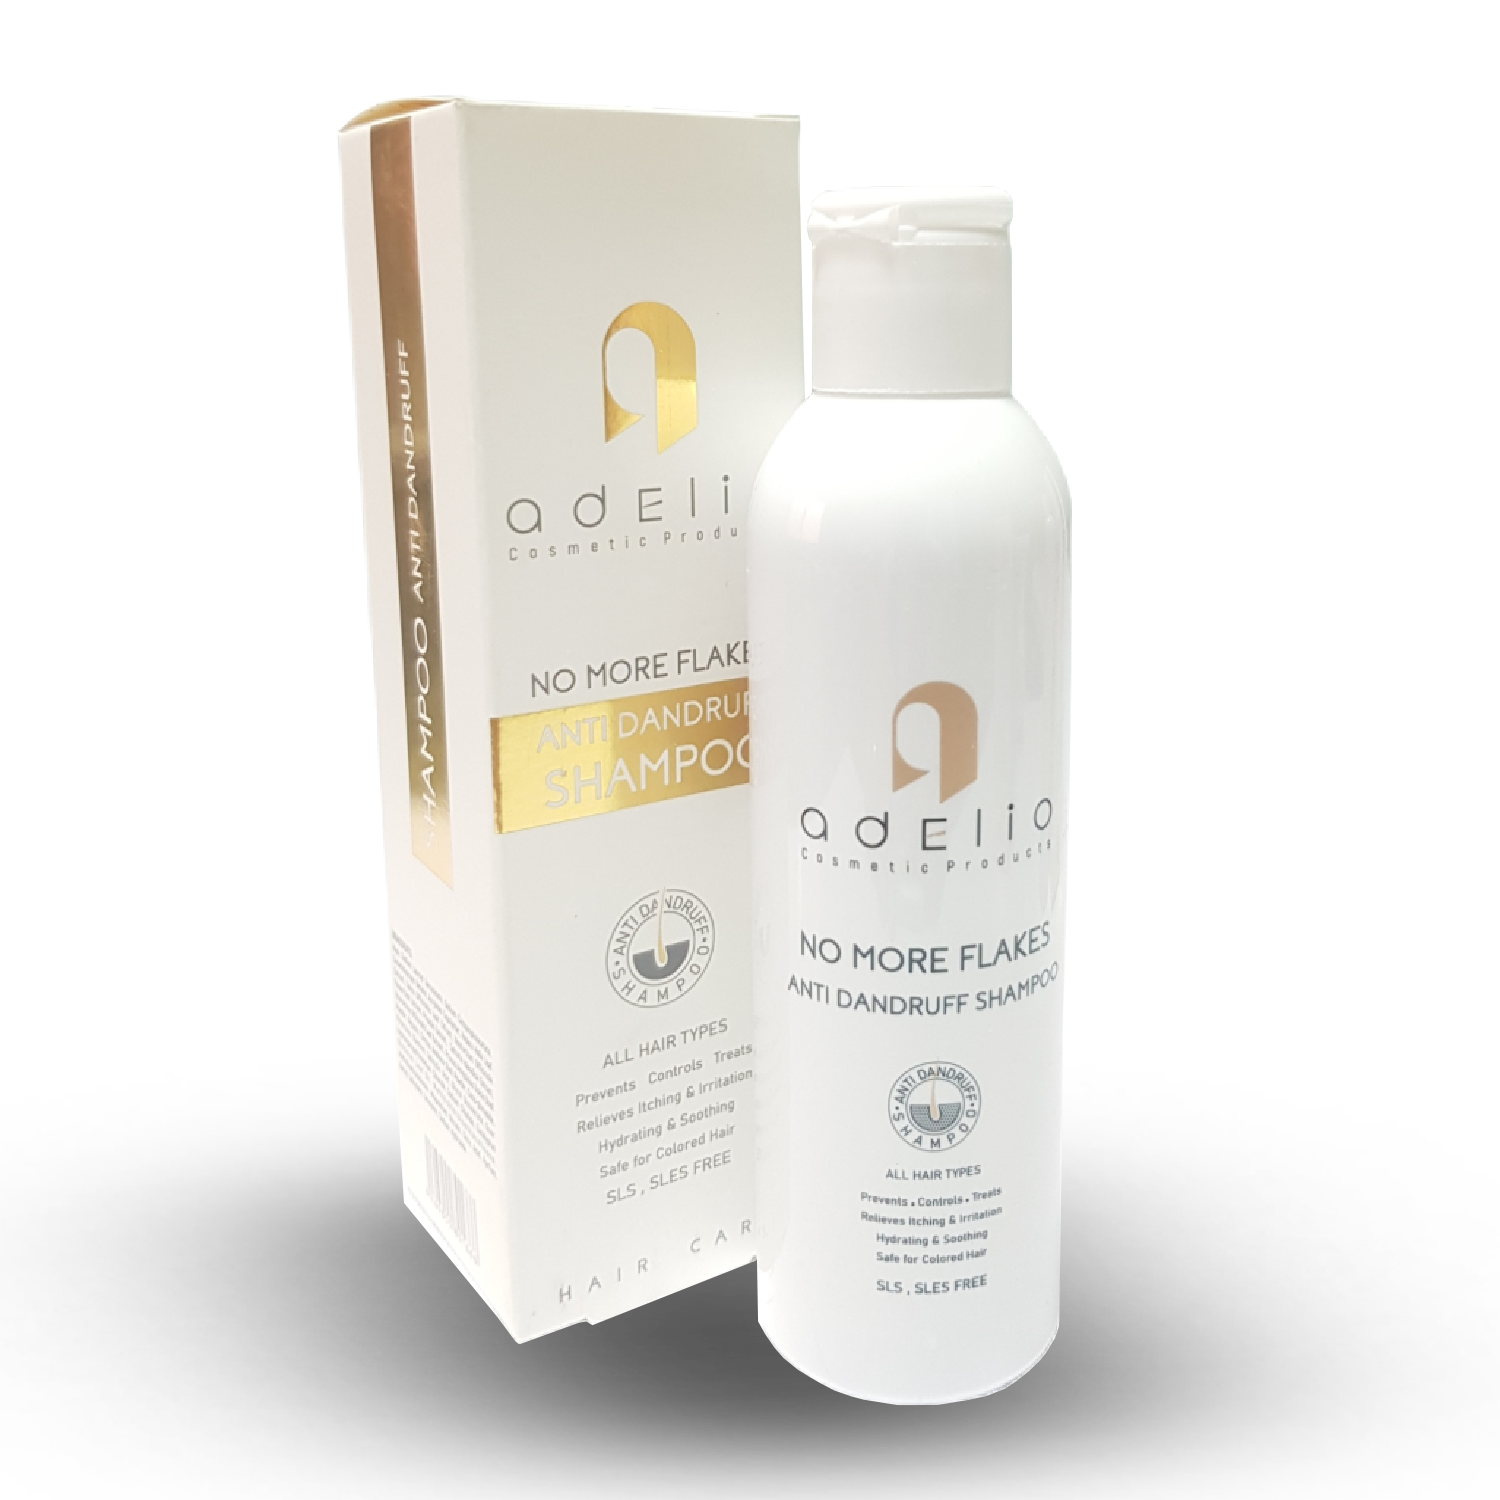 SHAMPOO ANTI DANDRUFF
adEli
Cosmetic Produ
NO MORE FLAKE
ANTI DANDRUF
SHAMPOO
ANTI DANDRUFF
SHAMPOO
ALL HAIR TYPES
Prevents Controls Treats
Relieves Itching & Irritation
Hydrating & Soothing
Safe for Colored Hair
SLS , SLES FREE
HAIR CAR
adElio
Cosmetic Products
NO MORE FLAKES
ANTI DANDRUFF SHAMPOO
ANTI DANDRUFF
SHAMPOO
ALL HAIR TYPES
Prevents . Controls . Treats
Relieves Itching & Irritation
Hydrating & Soothing
Safe for Colored Hair
SLS , SLES FREE